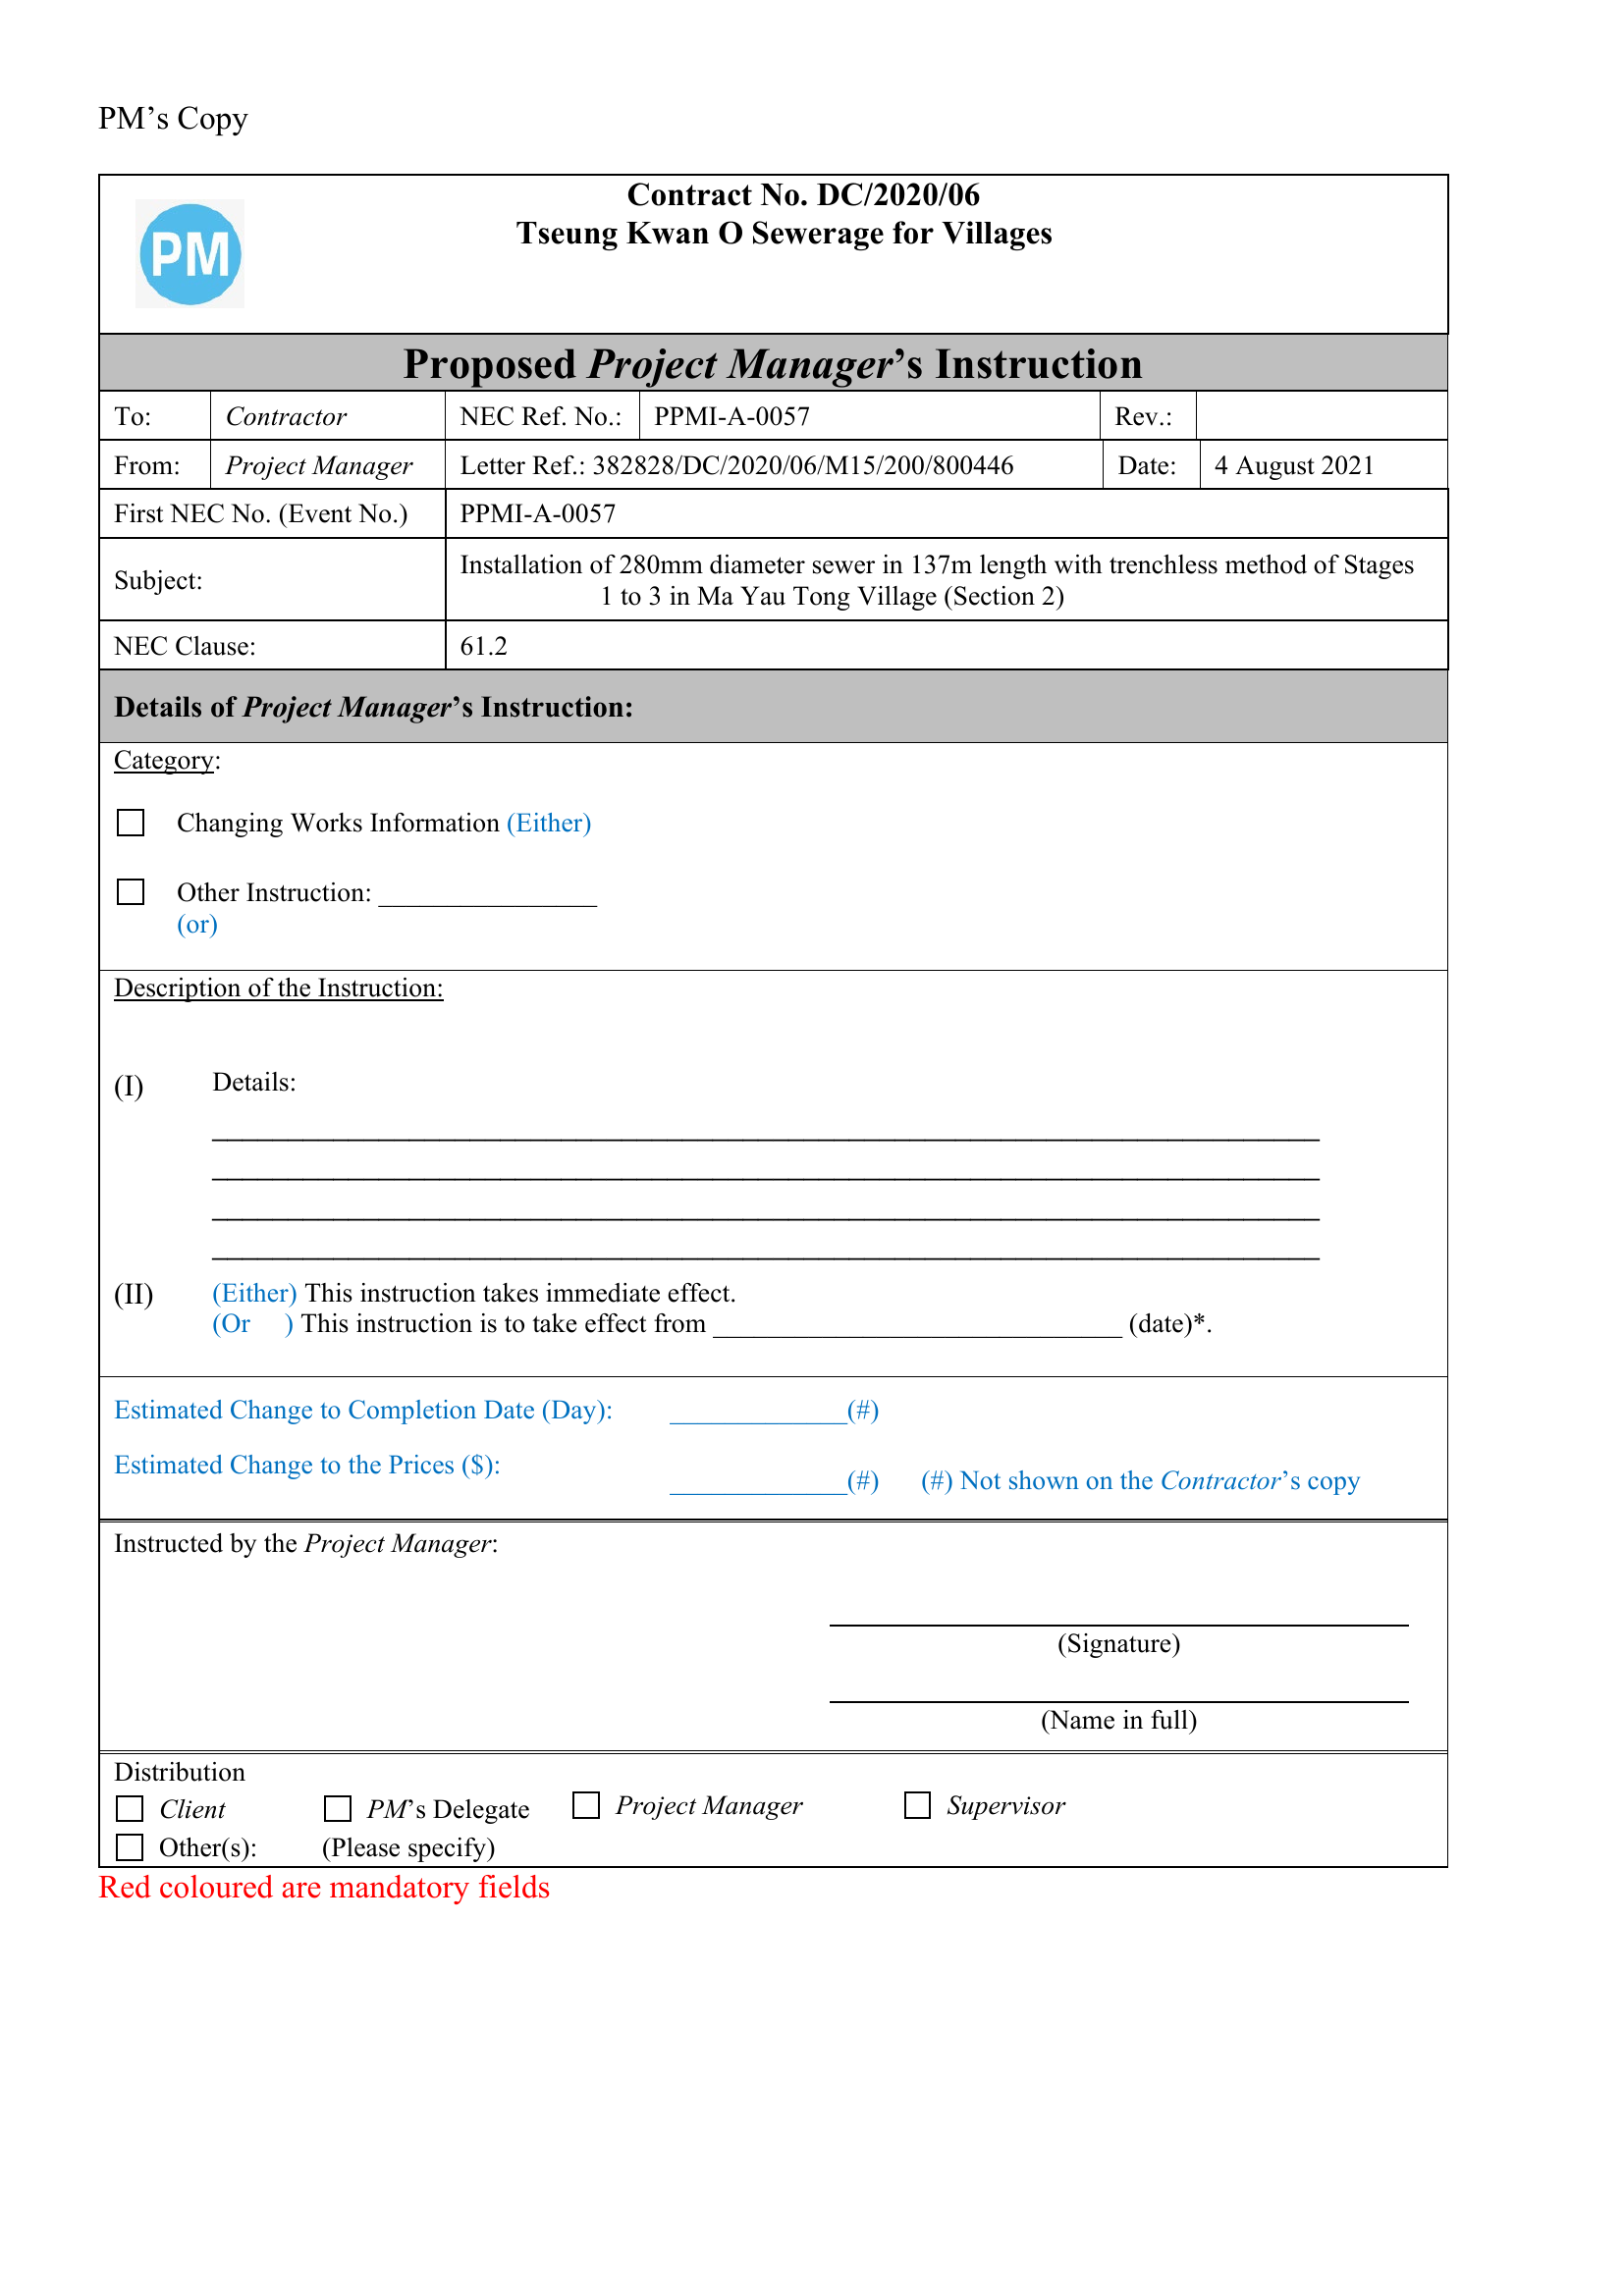 PM’s Copy
PM
Contract No. DC/2020/06
Tseung Kwan O Sewerage for Villages
Proposed Project Manager’s Instruction
To: Contractor NEC Ref. No.: PPMI-A-0057 Rev.:
From: Project Manager Letter Ref.: 382828/DC/2020/06/M15/200/800446 Date: 4 August 2021
First NEC No. (Event No.) PPMI-A-0057
Subject: Installation of 280mm diameter sewer in 137m length with trenchless method of Stages
1 to 3 in Ma Yau Tong Village (Section 2)
NEC Clause: 61.2
Details of Project Manager’s Instruction:
Category:
Changing Works Information (Either)
Other Instruction: ________________
(or)
Description of the Instruction:
(I) Details:
(II) (Either) This instruction takes immediate effect.
(Or ) This instruction is to take effect from ______________________________ (date)*.
Estimated Change to Completion Date (Day): _____________(#)
Estimated Change to the Prices ($):
_____________(#) (#) Not shown on the Contractor’s copy
Instructed by the Project Manager:
(Signature)
(Name in full)
Distribution
Client PM’s Delegate Project Manager Supervisor
Other(s): (Please specify)
Red coloured are mandatory fields